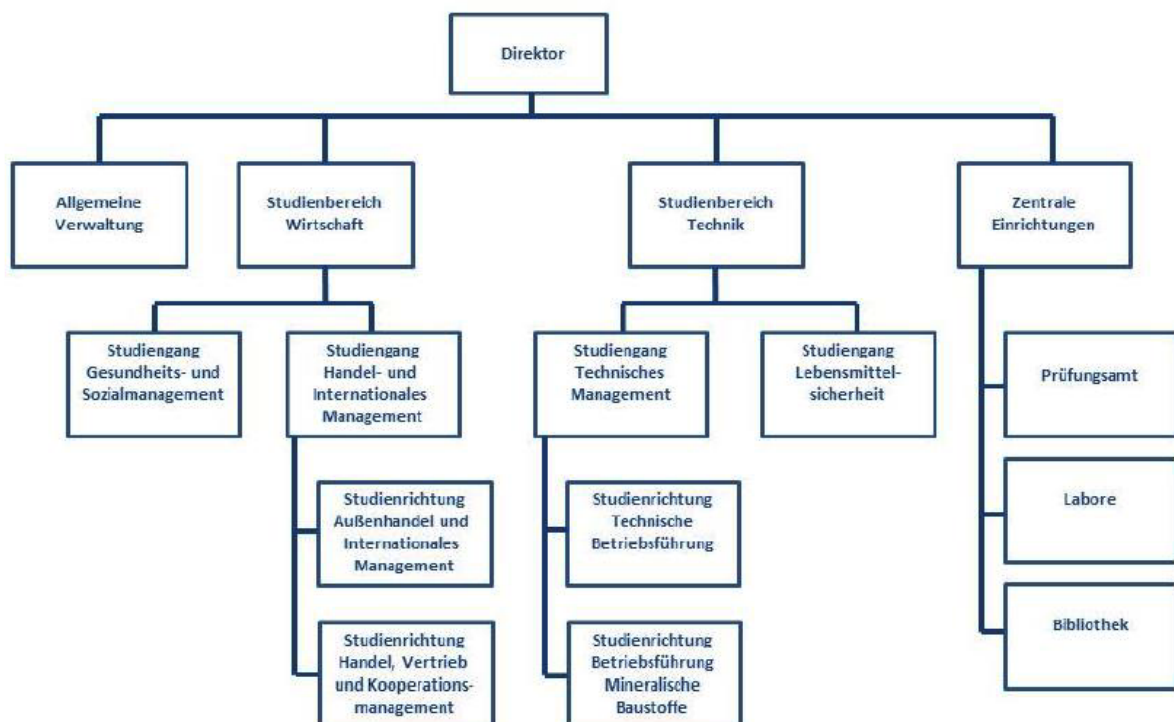 Direktor
Allgemeine
Verwaltung
Studienbereich
Wirtschaft
Studienbereich
Technik
Zentrale
Einrichtungen
Studiengang
Gesundheits- und
Sozialmanagement
Studiengang
Handel- und
Internationales
Management
Studiengang
Technisches
Management
Studiengang
Lebensmittel-
sicherheit
Prüfungsamt
Studienrichtung
Außenhandel und
Internationales
Management
Studienrichtung
Technische
Betriebsführung
Labore
Studienrichtung
Handel, Vertrieb
und Kooperations-
management
Studienrichtung
Betriebsführung
Mineralische
Baustoffe
Bibliothek